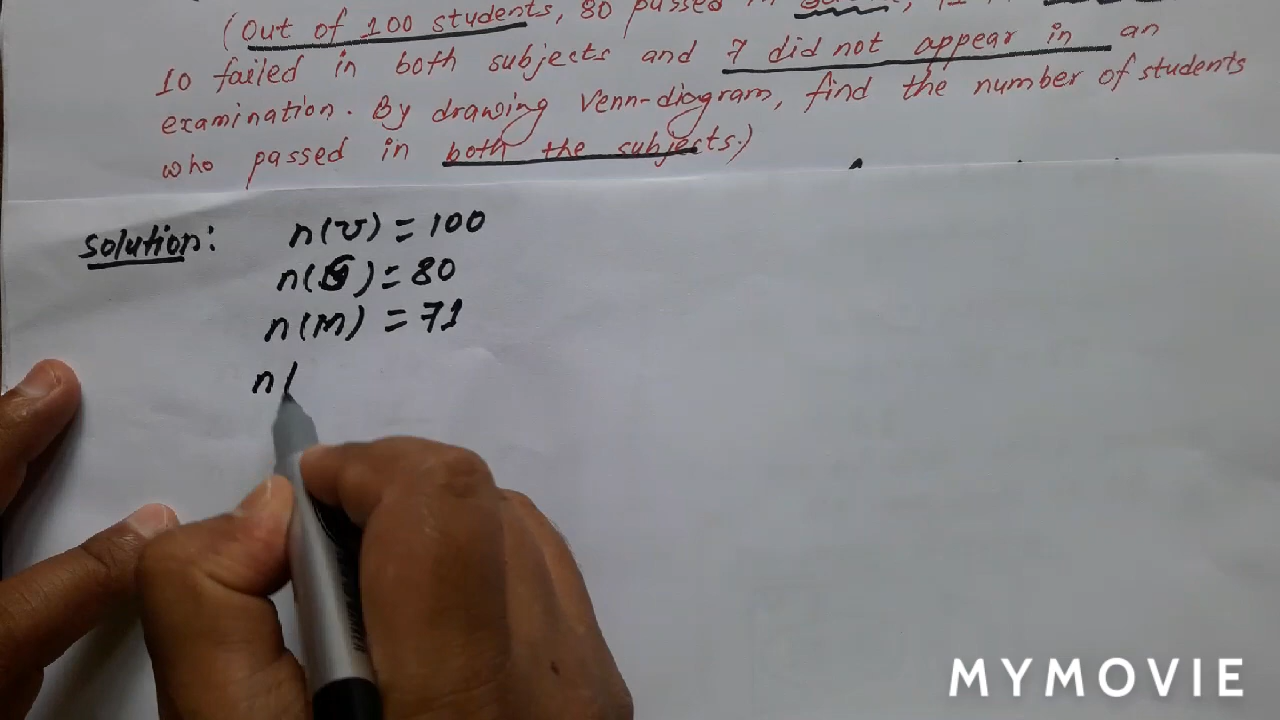 (Out of 100 students, 80 passed in
10 failed in both subjects and 7 did not appear in an
examination. By drawing Venn-diagram, find the number of students
who passed in both the subjects.)
Solution: n(U) = 100
n(S) = 80
n(M) = 71
n(
MYMOVIE